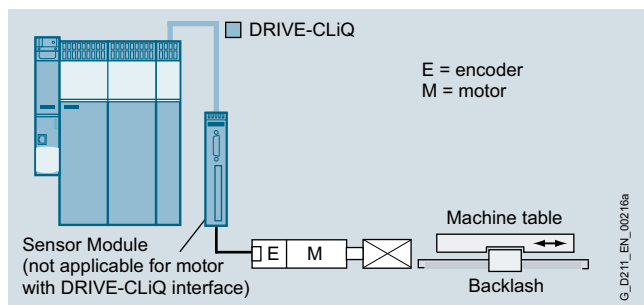 DRIVE-CLiQ
E = encoder
M = motor
Sensor Module
(not applicable for motor
with DRIVE-CLiQ interface)
E M
Machine table
Backlash
G_D211_EN_00216a